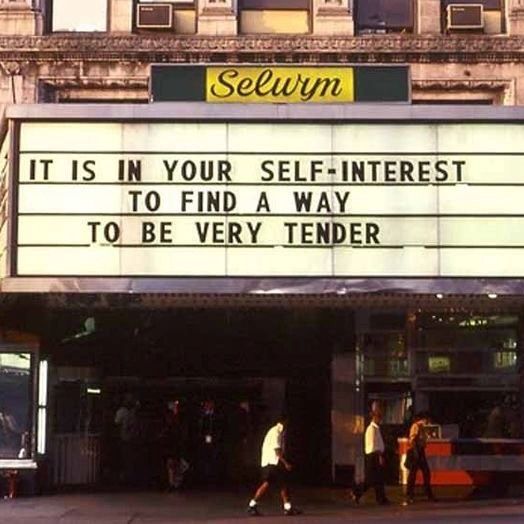 Selwyn
IT IS IN YOUR SELF-INTEREST
TO FIND A WAY
TO BE VERY TENDER